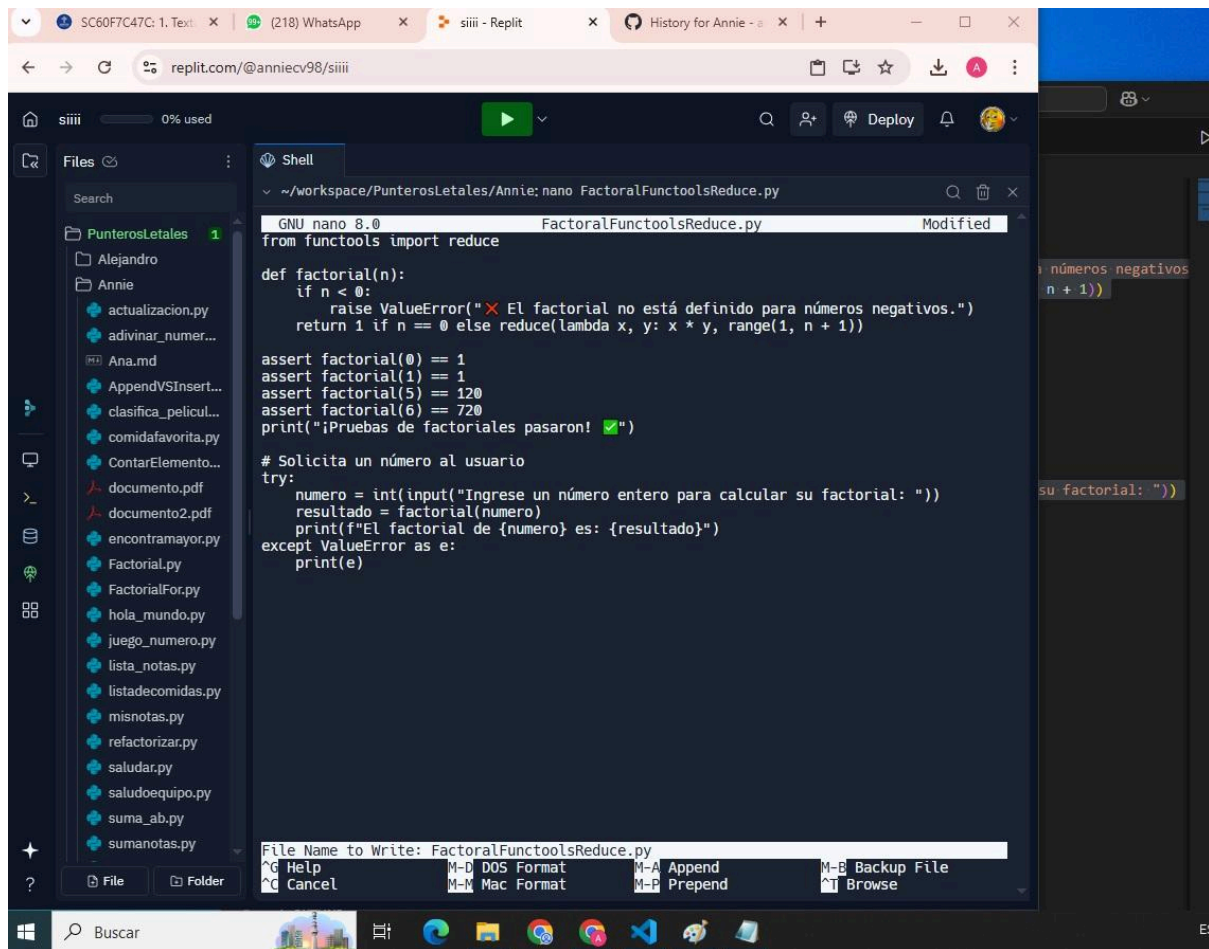 SC60F7C47C: 1. Text
(218) WhatsApp
siiii - Replit
History for Annie - a
replit.com/@anniecv98/siiii
siiii 0% used
Deploy
Files
Shell
Search
~/workspace/PunterosLetales/Annie: nano FactoralFunctoolsReduce.py
GNU nano 8.0 FactoralFunctoolsReduce.py Modified
from functools import reduce
def factorial(n):
if n < 0:
raise ValueError("❌ El factorial no está definido para números negativos.")
return 1 if n == 0 else reduce(lambda x, y: x * y, range(1, n + 1))
assert factorial(0) == 1
assert factorial(1) == 1
assert factorial(5) == 120
assert factorial(6) == 720
print("¡Pruebas de factoriales pasaron! ✅")
# Solicita un número al usuario
try:
numero = int(input("Ingrese un número entero para calcular su factorial: "))
resultado = factorial(numero)
print(f"El factorial de {numero} es: {resultado}")
except ValueError as e:
print(e)
File Name to Write: FactoralFunctoolsReduce.py
^G Help M-D DOS Format M-A Append M-B Backup File
^C Cancel M-M Mac Format M-P Prepend ^T Browse
PunterosLetales 1
Alejandro
Annie
actualizacion.py
adivinar_numer...
Ana.md
AppendVSInsert...
clasifica_pelicul...
comidafavorita.py
ContarElemento...
documento.pdf
documento2.pdf
encontramayor.py
Factorial.py
FactorialFor.py
hola_mundo.py
juego_numero.py
lista_notas.py
listadecomidas.py
misnotas.py
refactorizar.py
saludar.py
saludoequipo.py
suma_ab.py
sumanotas.py
File Folder
a números negativos
n + 1))
su factorial: "))
Buscar